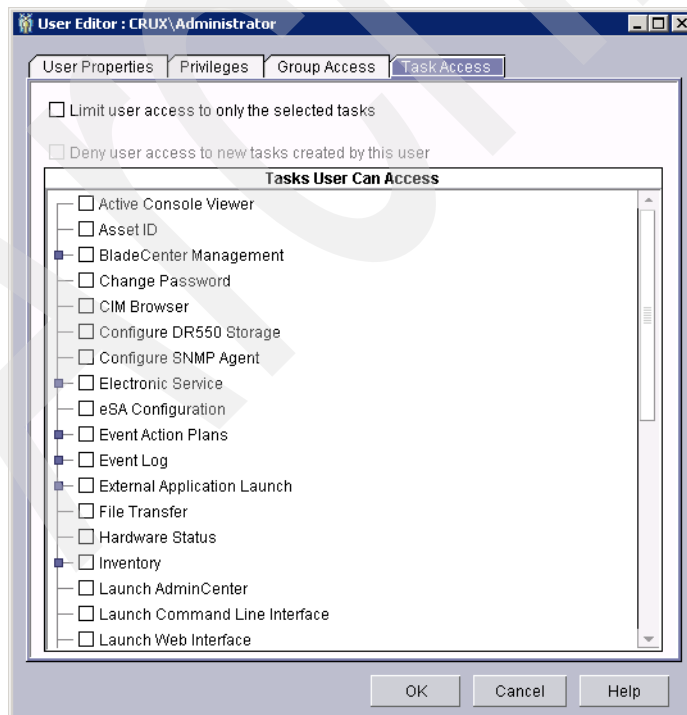 User Editor : CRUX\Administrator
User Properties Privileges Group Access Task Access
Limit user access to only the selected tasks
Deny user access to new tasks created by this user
Tasks User Can Access
Active Console Viewer
Asset ID
BladeCenter Management
Change Password
CIM Browser
Configure DR550 Storage
Configure SNMP Agent
Electronic Service
eSA Configuration
Event Action Plans
Event Log
External Application Launch
File Transfer
Hardware Status
Inventory
Launch AdminCenter
Launch Command Line Interface
Launch Web Interface
OK Cancel Help